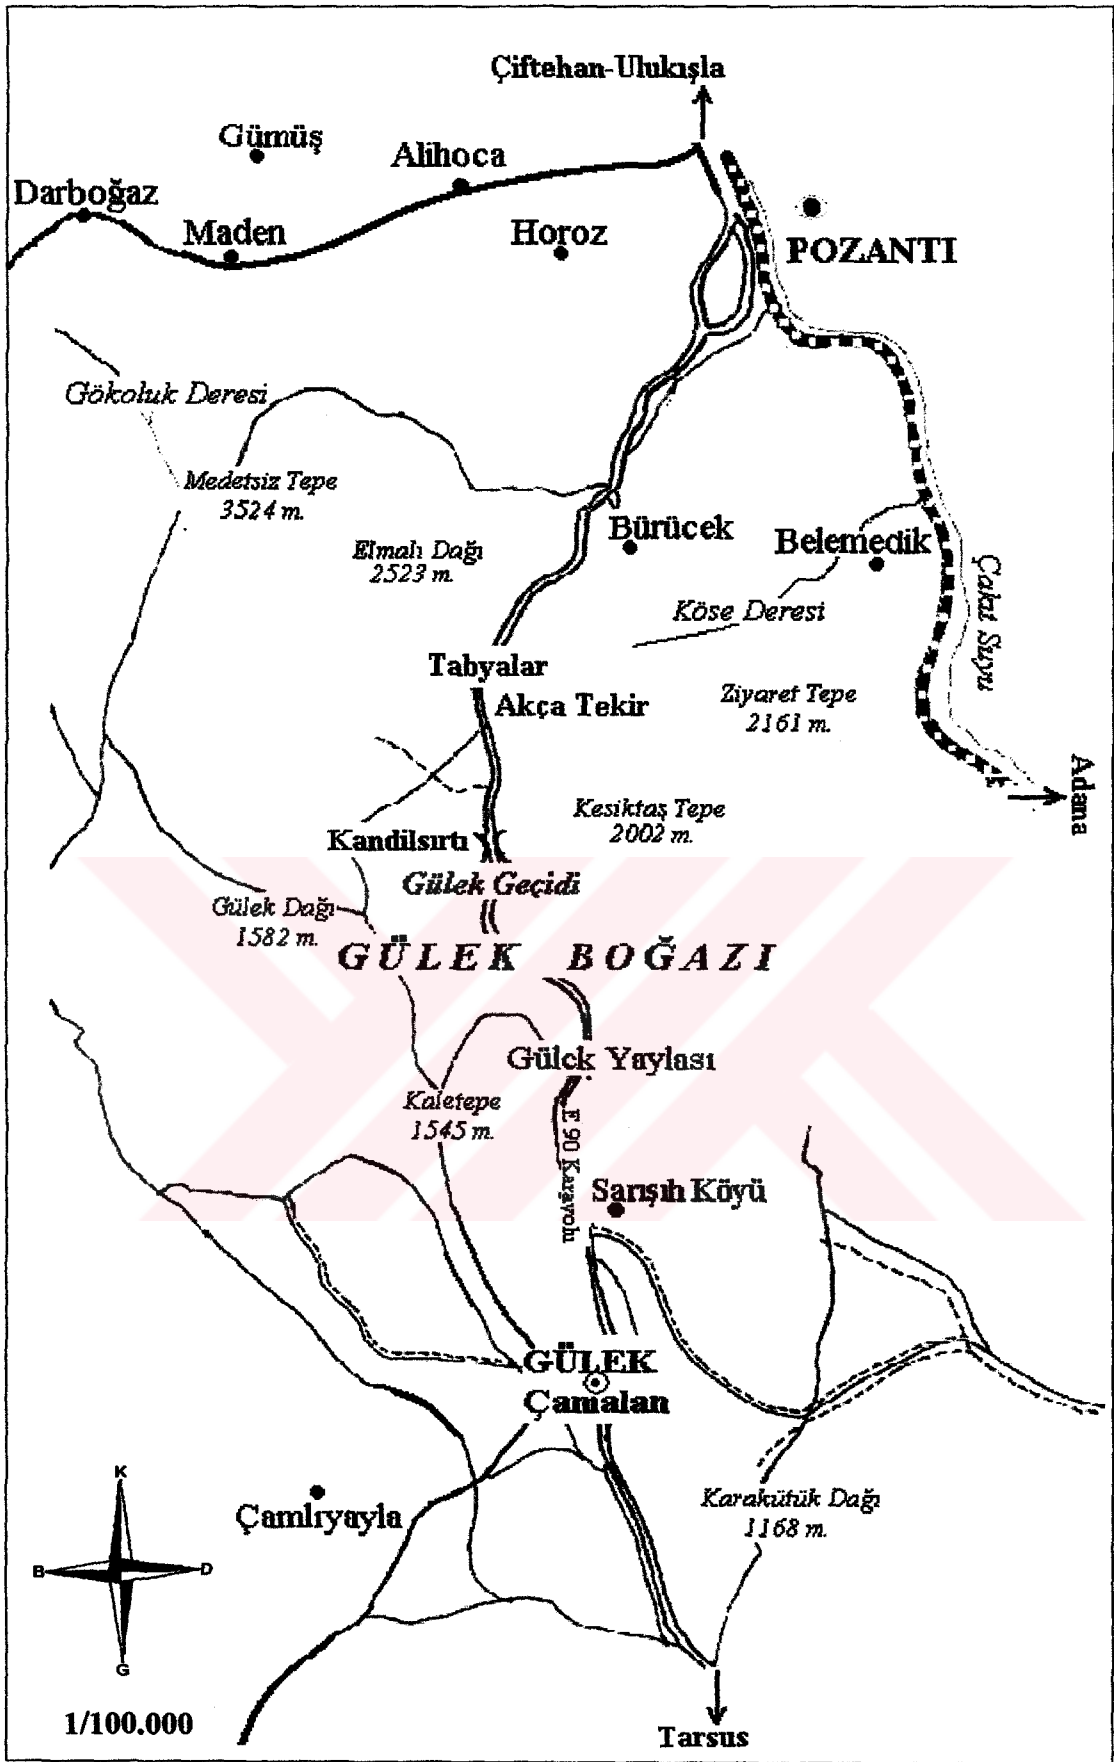 Çiftehan-Ulukışla
Gümüş
Alihoca
Darboğaz
Maden
Horoz
POZANTI
Gökoluk Deresi
Medetsiz Tepe
3524 m.
Bürücek
Belemedik
Elmalı Dağı
2523 m.
Çakıt Suyu
Köse Deresi
Tabyalar
Akça Tekir
Ziyaret Tepe
2161 m.
Adana
Kesiktaş Tepe
2002 m.
Kandilsırtı
Gülek Geçidi
Gülek Dağı
1582 m.
GÜLEK BOĞAZI
Gülek Yaylası
Kaletepe
1545 m.
E 90 Karayolu
Sarışıh Köyü
GÜLEK
Çamalan
K
Karakütük Dağı
1168 m.
Çamlıyayla
B
D
G
1/100.000
Tarsus